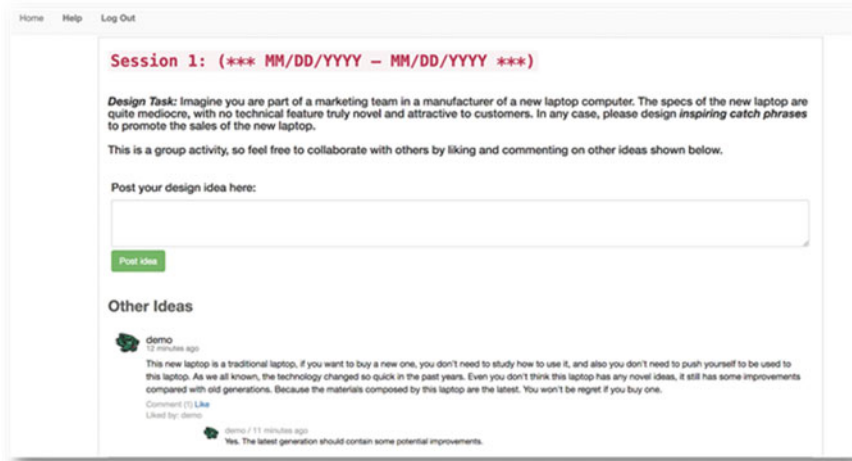 Home Help Log Out
Session 1: (*** MM/DD/YYYY – MM/DD/YYYY ***)
Design Task: Imagine you are part of a marketing team in a manufacturer of a new laptop computer. The specs of the new laptop are
quite mediocre, with no technical feature truly novel and attractive to customers. In any case, please design inspiring catch phrases
to promote the sales of the new laptop.
This is a group activity, so feel free to collaborate with others by liking and commenting on other ideas shown below.
Post your design idea here:
Post idea
Other Ideas
demo
12 minutes ago
This new laptop is a traditional laptop, if you want to buy a new one, you don't need to study how to use it, and also you don't need to push yourself to be used to
this laptop. As we all known, the technology changed so quick in the past years. Even you don't think this laptop has any novel ideas, it still has some improvements
compared with old generations. Because the materials composed by this laptop are the latest. You won't be regret if you buy one.
Comment (1) Like
Liked by: demo
demo / 11 minutes ago
Yes. The latest generation should contain some potential improvements.